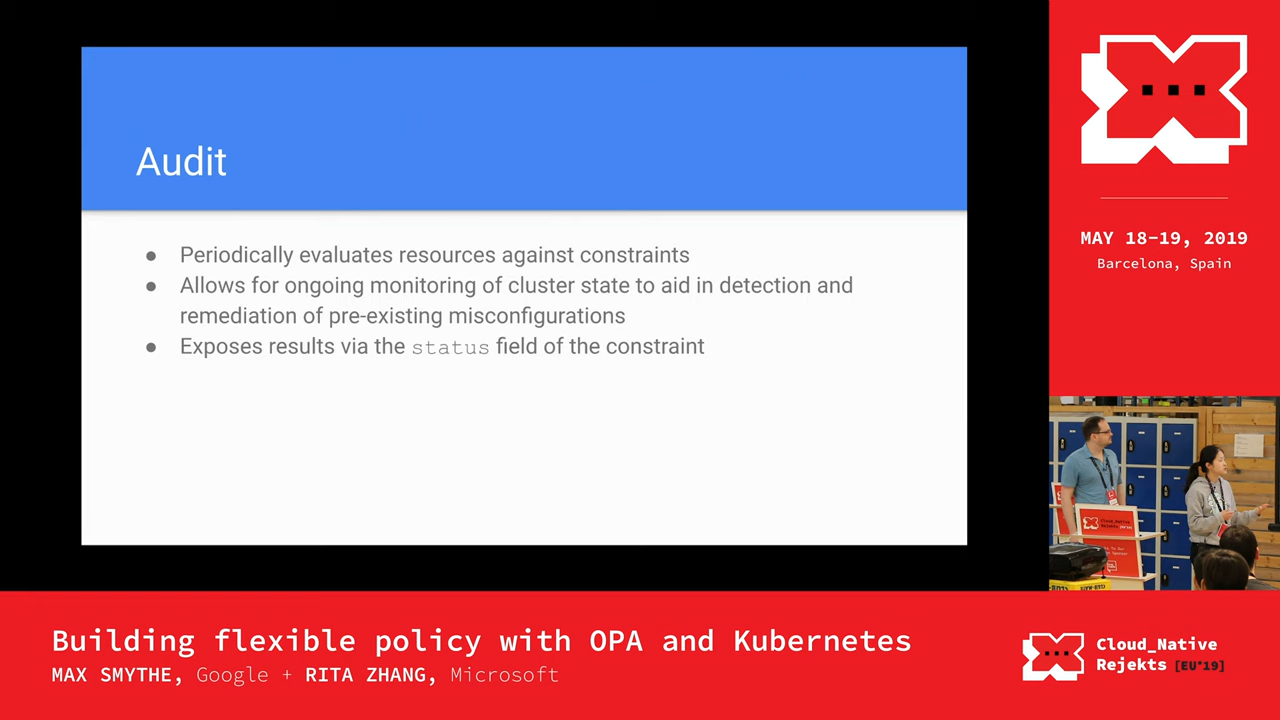 Audit
● Periodically evaluates resources against constraints
● Allows for ongoing monitoring of cluster state to aid in detection and
remediation of pre-existing misconfigurations
● Exposes results via the status field of the constraint
MAY 18-19, 2019
Barcelona, Spain
Building flexible policy with OPA and Kubernetes
MAX SMYTHE, Google + RITA ZHANG, Microsoft
Cloud_Native
Rejekts [EU*19]